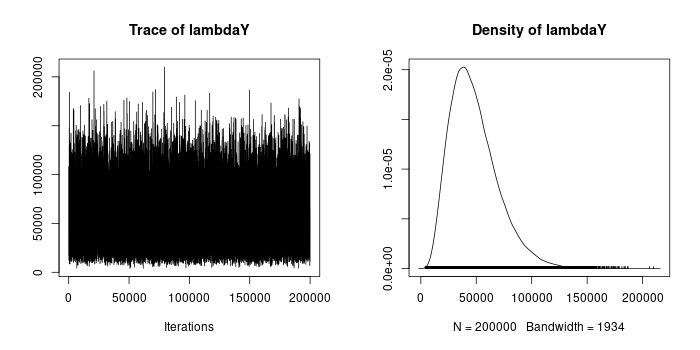 Trace of lambdaY
200000
100000
50000
0
0
50000
100000
150000
200000
Iterations
Density of lambdaY
2.0e-05
1.0e-05
0.0e+00
0
50000
100000
150000
200000
N = 200000 Bandwidth = 1934